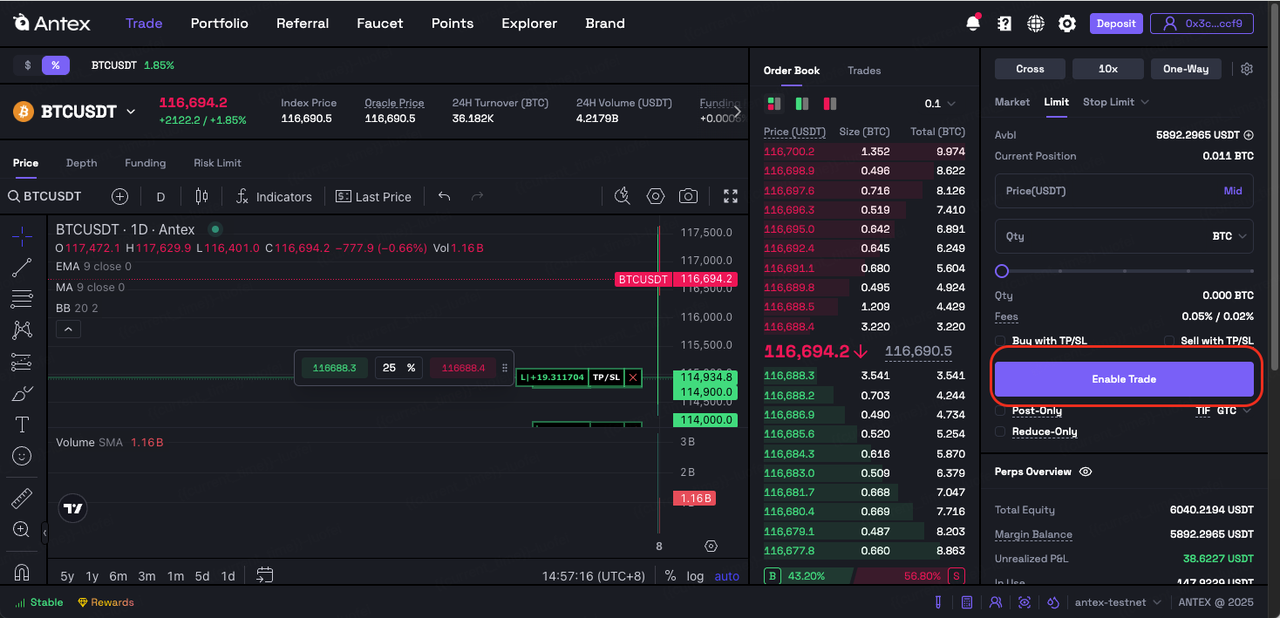 Antex Trade Portfolio Referral Faucet Points Explorer Brand Deposit 0x3c...ccf9
$ % BTCUSDT 1.85%
BTCUSDT
116,694.2
+2122.2 / +1.85%
Index Price
116,690.5
Oracle Price
116,690.5
24H Turnover (BTC)
36.182K
24H Volume (USDT)
4.2179B
Funding
Price Depth Funding Risk Limit
BTCUSDT D Indicators Last Price
BTCUSDT · 1D · Antex
O117,472.1 H117,629.9 L116,401.0 C116,694.2 −777.9 (−0.66%) Vol1.16B
EMA 9 close 0
MA 9 close 0
BB 20 2
117,500.0
117,000.0
BTCUSDT 116,694.2
116,500.0
116,000.0
115,500.0
116688.3 25 % 116688.4
L|+19.311704 TP/SL
114,934.8
114,900.0
114,500.0
114,000.0
Volume SMA 1.16B
3B
2B
1.16B
8
5y 1y 6m 3m 1m 5d 1d 14:57:16 (UTC+8) % log auto
Order Book Trades
0.1
Price (USDT) Size (BTC) Total (BTC)
116,700.2 1.352 9.974
116,698.9 0.496 8.622
116,697.6 0.716 8.126
116,696.3 0.519 7.410
116,695.0 0.642 6.891
116,692.4 0.645 6.249
116,691.1 0.680 5.604
116,689.8 0.495 4.924
116,688.5 1.209 4.429
116,688.4 3.220 3.220
116,694.2↓ 116,690.5
116,688.3 3.541 3.541
116,688.2 0.703 4.244
116,686.9 0.490 4.734
116,685.6 0.520 5.254
116,684.3 0.616 5.870
116,683.0 0.509 6.379
116,681.7 0.668 7.047
116,680.4 0.669 7.716
116,679.1 0.487 8.203
116,677.8 0.660 8.863
B 43.20% 56.80% S
Cross 10x One-Way
Market Limit Stop Limit
Avbl 5892.2965 USDT
Current Position 0.011 BTC
Price(USDT) Mid
Qty BTC
Qty 0.000 BTC
Fees 0.05% / 0.02%
Buy with TP/SL Sell with TP/SL
Enable Trade
Post-Only TIF GTC
Reduce-Only
Perps Overview
Total Equity 6040.2194 USDT
Margin Balance 5892.2965 USDT
Unrealized P&L 38.6227 USDT
In Use 147.9229 USDT
Stable Rewards antex-testnet ANTEX @ 2025